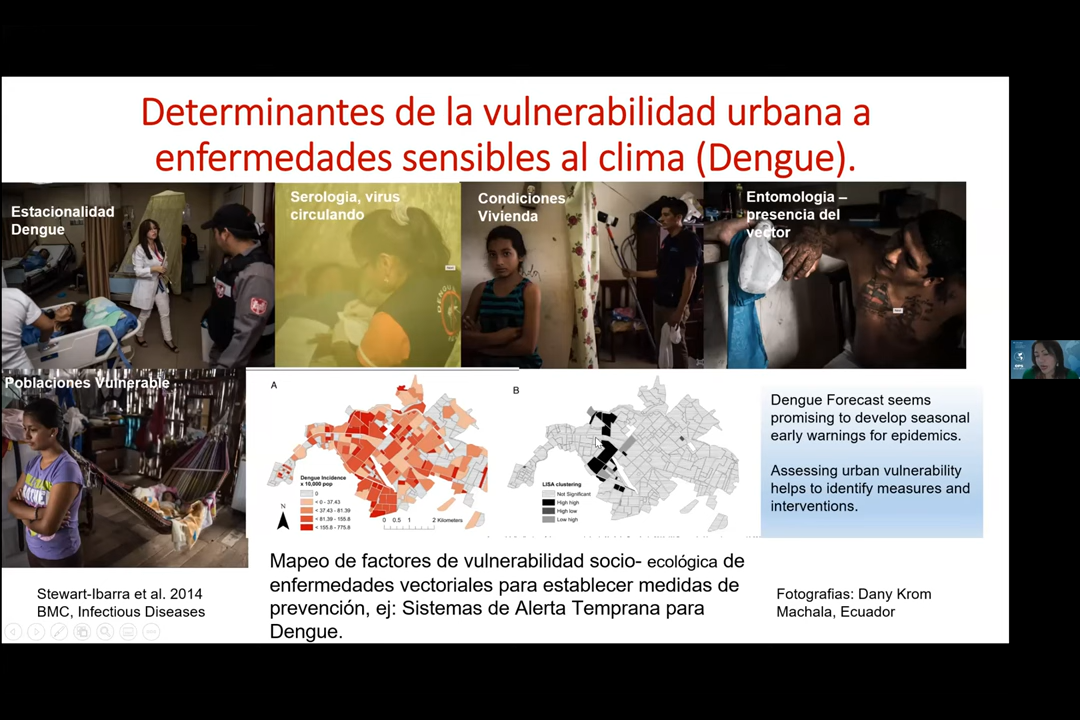 Determinantes de la vulnerabilidad urbana a
enfermedades sensibles al clima (Dengue).
Estacionalidad
Dengue
Serologia, virus
circulando
Condiciones
Vivienda
Entomologia –
presencia del
vector
Poblaciones Vulnerable
A
Dengue Incidence
x 10,000 pop
0
< 0 - 37.43
< 37.43 - 81.39
< 81.39 - 155.8
< 155.8 - 775.8
N
0 0.5 1 2 Kilometers
B
LISA clustering
Not Significant
High high
High low
Low high
Dengue Forecast seems
promising to develop seasonal
early warnings for epidemics.
Assessing urban vulnerability
helps to identify measures and
interventions.
Mapeo de factores de vulnerabilidad socio- ecológica de
enfermedades vectoriales para establecer medidas de
prevención, ej: Sistemas de Alerta Temprana para
Dengue.
Stewart-Ibarra et al. 2014
BMC, Infectious Diseases
Fotografias: Dany Krom
Machala, Ecuador